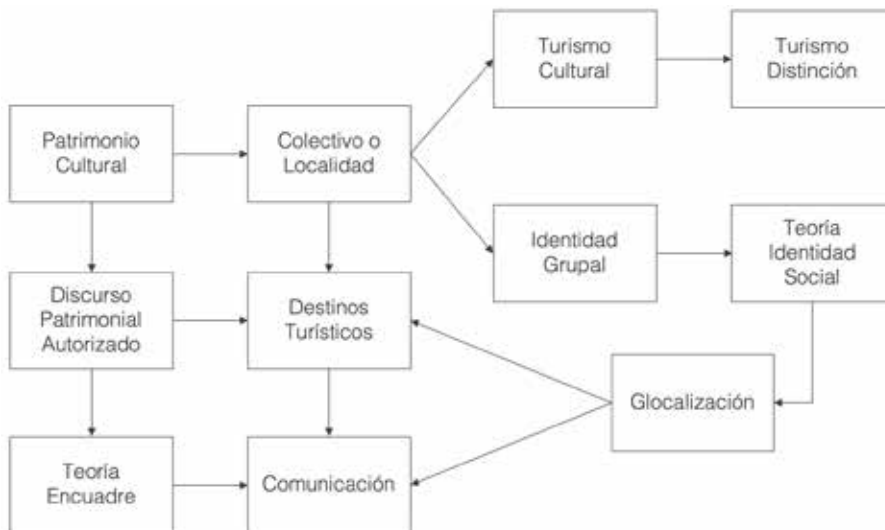 Turismo
Cultural
Turismo
Distinción
Patrimonio
Cultural
Colectivo o
Localidad
Identidad
Grupal
Teoría
Identidad
Social
Discurso
Patrimonial
Autorizado
Destinos
Turísticos
Glocalización
Teoría
Encuadre
Comunicación